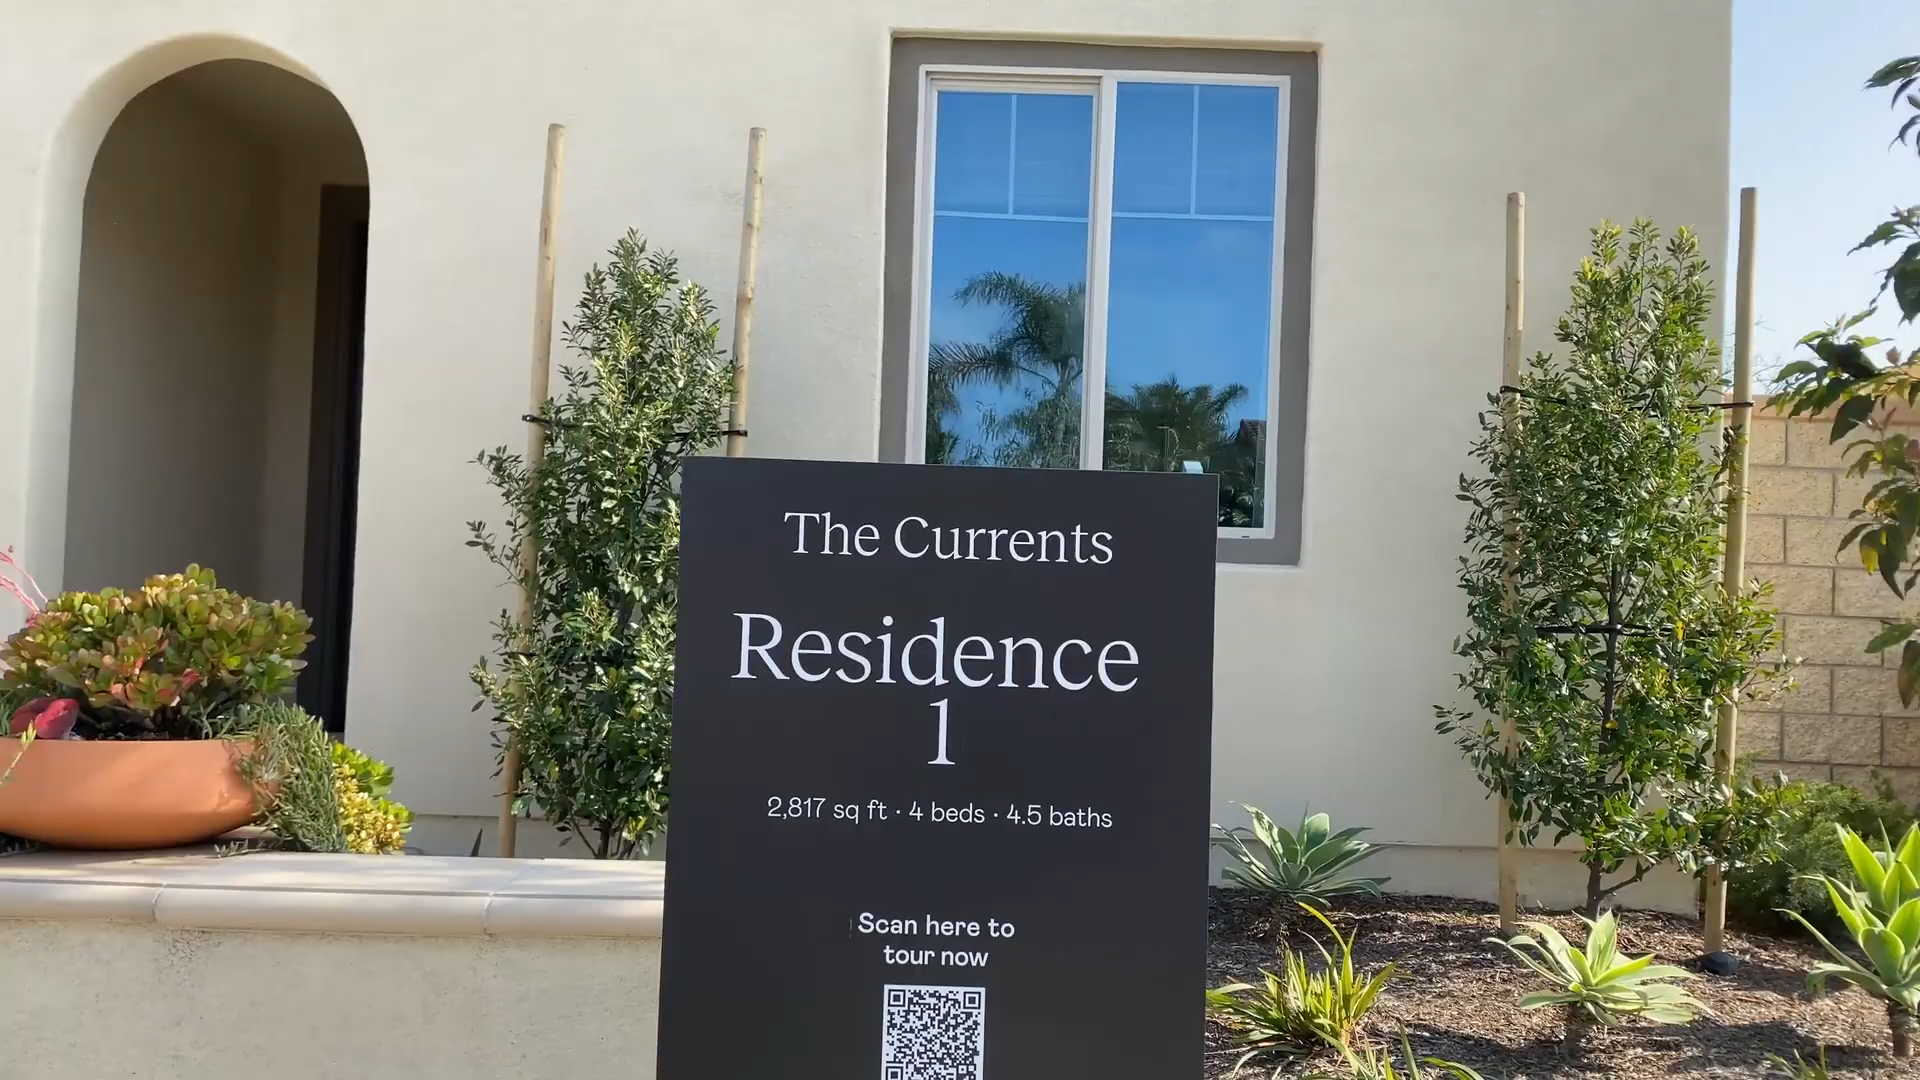 The Currents
Residence
1
2,817 sq ft · 4 beds · 4.5 baths
Scan here to
tour now